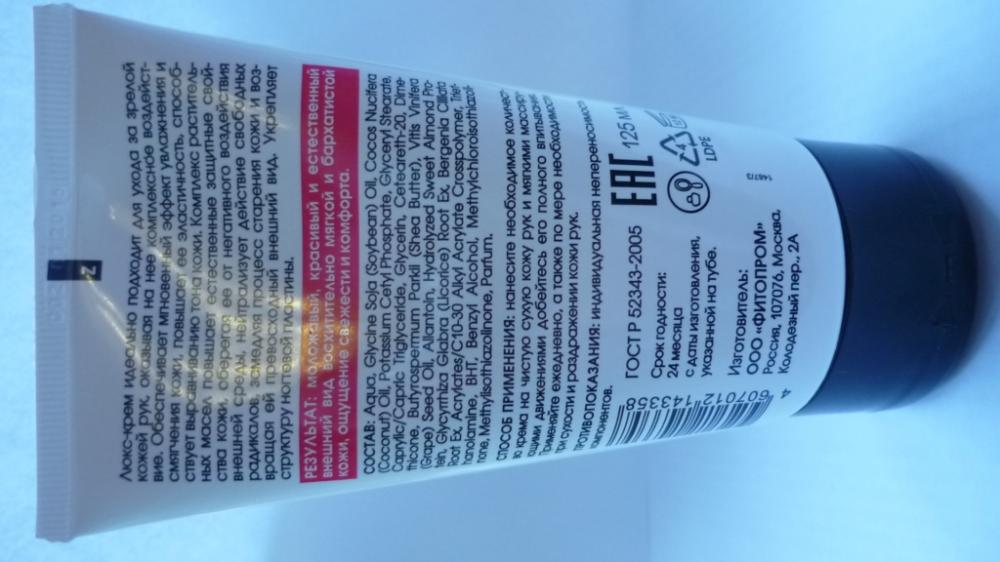 Люкс-крем идеально подходит для ухода за зрелой
кожей рук, оказывая на нее комплексное воздейст-
вие. Обеспечивает мгновенный эффект увлажнения и
смягчения кожи, повышает ее эластичность, способ-
ствует выравниванию тона кожи. Комплекс раститель-
ных масел повышает естественные защитные свой-
ства кожи, сберегая ее от негативного воздействия
внешней среды, нейтрализует действие свободных
радикалов, замедляя процесс старения кожи и воз-
вращая ей превосходный внешний вид. Укрепляет
структуру ногтевой пластины.
РЕЗУЛЬТАТ: моложавый, красивый и естественный
внешний вид восхитительно мягкой и бархатистой
кожи, ощущение свежести и комфорта.
СОСТАВ: Aqua, Glycine Soja (Soybean) Oil, Cocos Nucifera
(Coconut) Oil, Potassium Cetyl Phosphate, Glyceryl Stearate,
Caprylic/Capric Triglyceride, Glycerin, Ceteareth-20, Dime-
thicone, Butyrospermum Parkii (Shea Butter), Vitis Vinifera
(Grape) Seed Oil, Allantoin, Hydrolyzed Sweet Almond Pro-
tein, Glycyrrhiza Glabra (Licorice) Root Ex, Bergenia Ciliata
Root Ex, Acrylates/C10-30 Alkyl Acrylate Crosspolymer, Triet-
hanolamine, BHT, Benzyl Alcohol, Methylchloroisothiazoli-
none, Methylisothiazolinone, Parfum.
СПОСОБ ПРИМЕНЕНИЯ: нанесите необходимое количест-
во крема на чистую сухую кожу рук и мягкими массиру-
ющими движениями добейтесь его полного впитывания.
Применяйте ежедневно, а также по мере необходимости
при сухости и раздражении кожи рук.
ПРОТИВОПОКАЗАНИЯ: индивидуальная непереносимость
компонентов.
ГОСТ Р 52343-2005
EAC 125 МЛ
Срок годности:
24 месяца
с даты изготовления,
указанной на тубе.
4
LDPE
Изготовитель:
ООО «ФИТОПРОМ»
Россия, 107076, Москва,
Колодезный пер., 2А
4 607012 143358